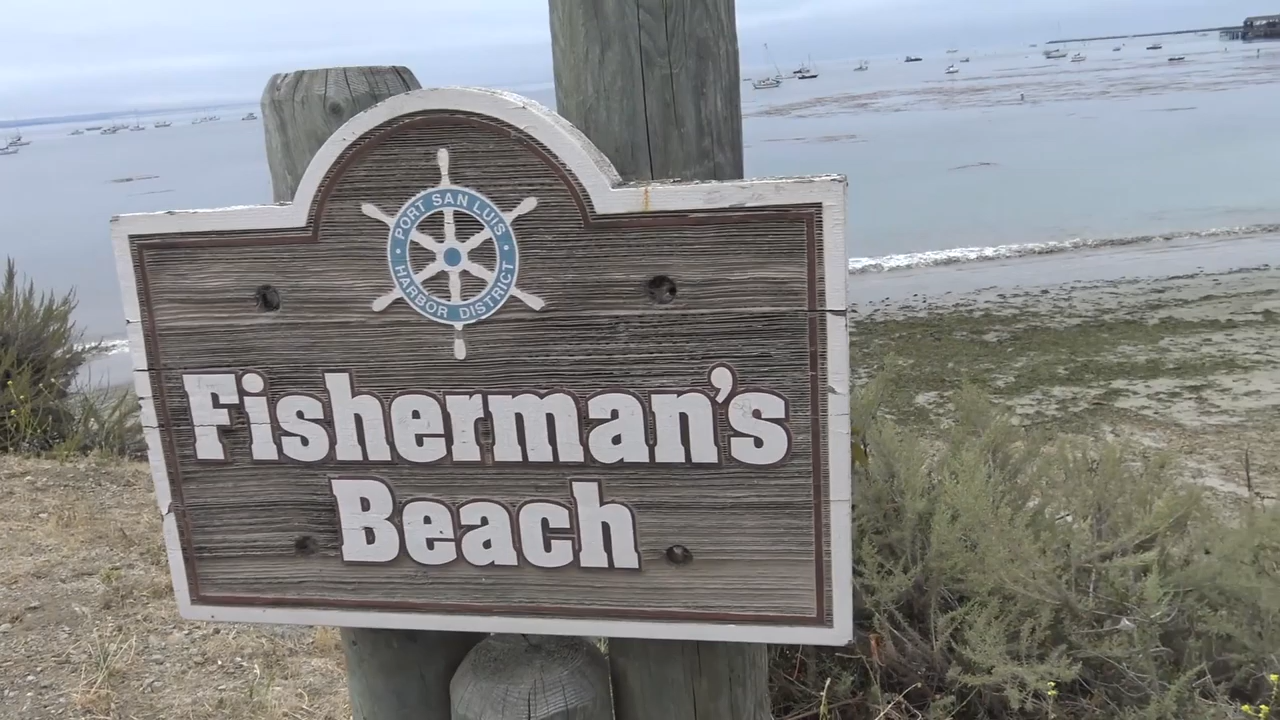 PORT SAN LUIS
• HARBOR DISTRICT •
Fisherman's
Beach